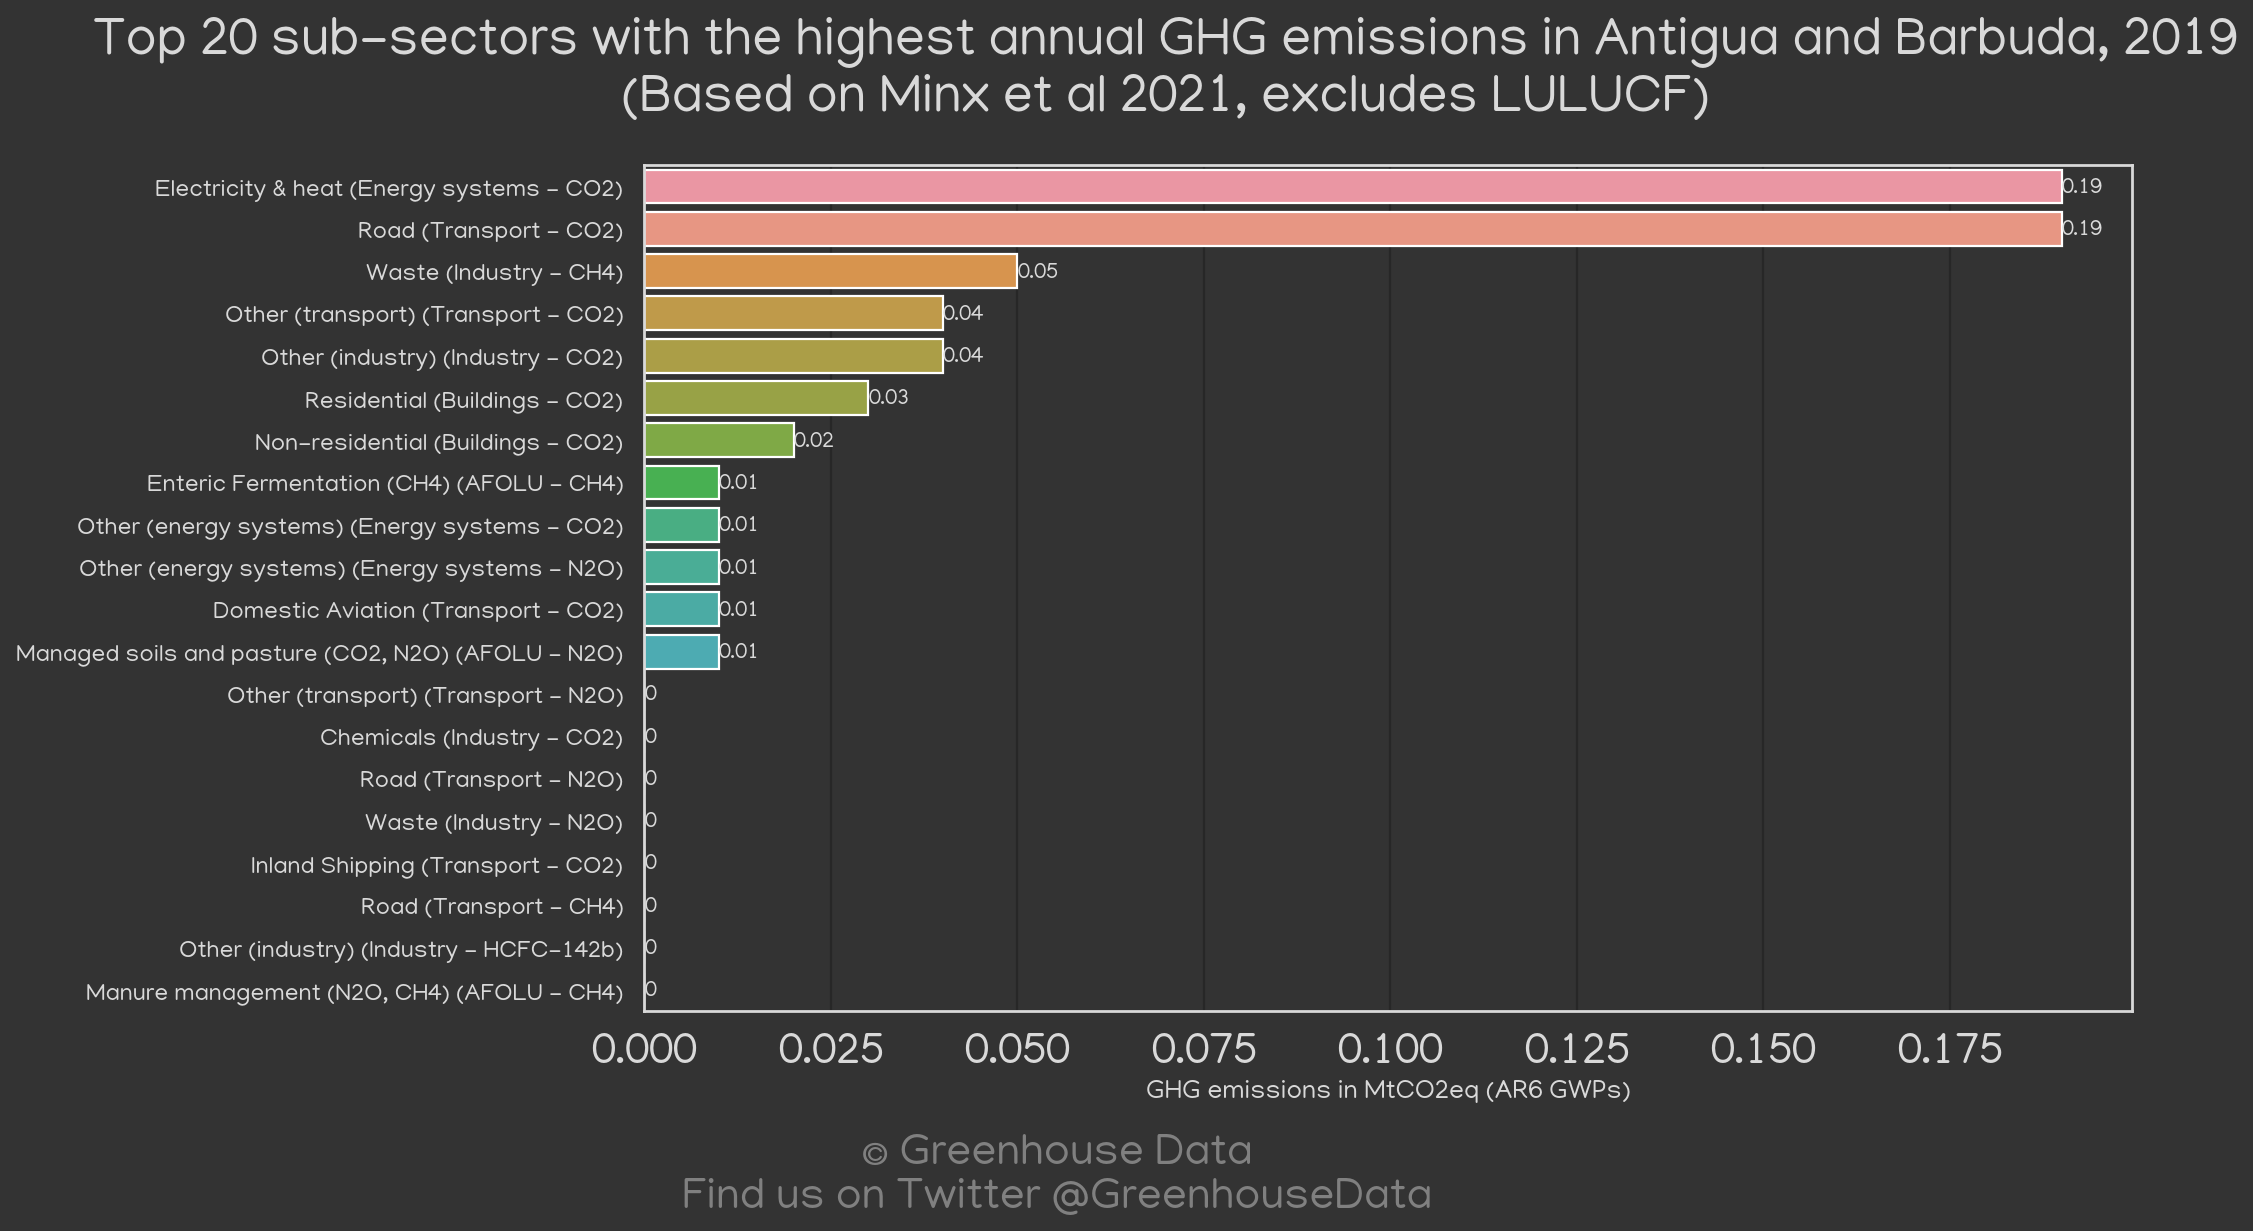 Top 20 sub-sectors with the highest annual GHG emissions in Antigua and Barbuda, 2019
(Based on Minx et al 2021, excludes LULUCF)
Electricity & heat (Energy systems - CO2) 0.19
Road (Transport - CO2) 0.19
Waste (Industry - CH4) 0.05
Other (transport) (Transport - CO2) 0.04
Other (industry) (Industry - CO2) 0.04
Residential (Buildings - CO2) 0.03
Non-residential (Buildings - CO2) 0.02
Enteric Fermentation (CH4) (AFOLU - CH4) 0.01
Other (energy systems) (Energy systems - CO2) 0.01
Other (energy systems) (Energy systems - N2O) 0.01
Domestic Aviation (Transport - CO2) 0.01
Managed soils and pasture (CO2, N2O) (AFOLU - N2O) 0.01
Other (transport) (Transport - N2O) 0
Chemicals (Industry - CO2) 0
Road (Transport - N2O) 0
Waste (Industry - N2O) 0
Inland Shipping (Transport - CO2) 0
Road (Transport - CH4) 0
Other (industry) (Industry - HCFC-142b) 0
Manure management (N2O, CH4) (AFOLU - CH4) 0
0.000 0.025 0.050 0.075 0.100 0.125 0.150 0.175
GHG emissions in MtCO2eq (AR6 GWPs)
© Greenhouse Data
Find us on Twitter @GreenhouseData